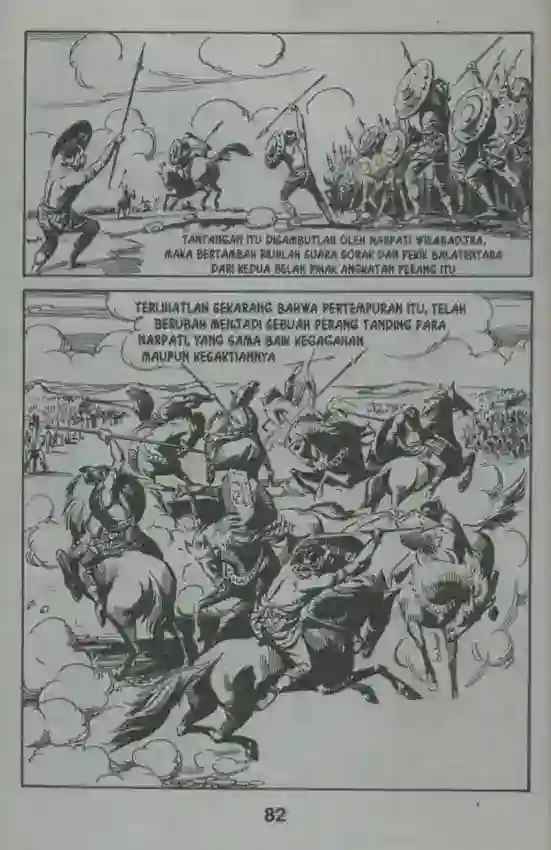 TANTANGAN ITU DISAMBUTLAH OLEH NARPATI WIRABADJRA,
MAKA BERTAMBAH RIUHLAH SUARA SORAK DAN PEKIK BALATENTARA
DARI KEDUA BELAH PIHAK ANGKATAN PERANG ITU
TERLIHATLAH SEKARANG BAHWA PERTEMPURAN ITU, TELAH
BERUBAH MENJADI SEBUAH PERANG TANDING PARA
NARPATI, YANG SAMA BAIK KEGAGAHAN
MAUPUN KESAKTIANNYA
82